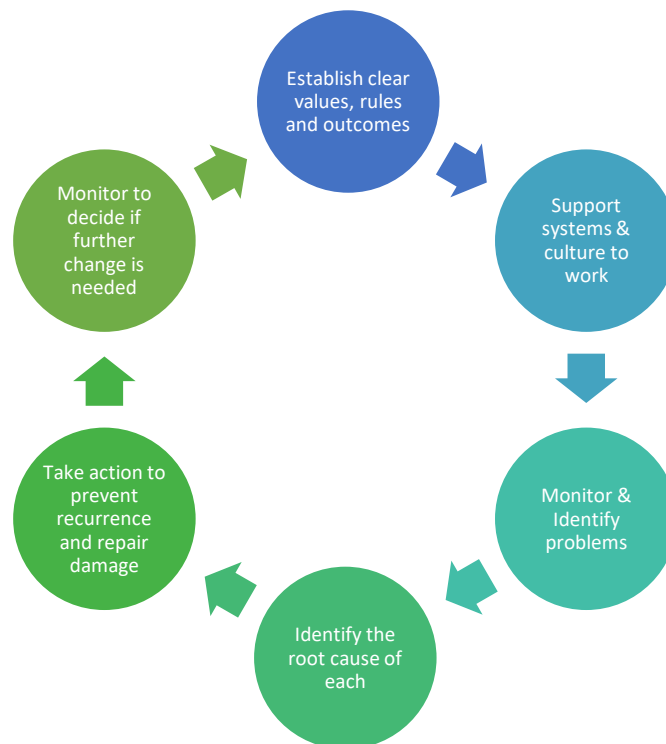 Establish clear
values, rules
and outcomes
Support
systems &
culture to
work
Monitor &
Identify
problems
Identify the
root cause of
each
Take action to
prevent
recurrence
and repair
damage
Monitor to
decide if
further
change is
needed